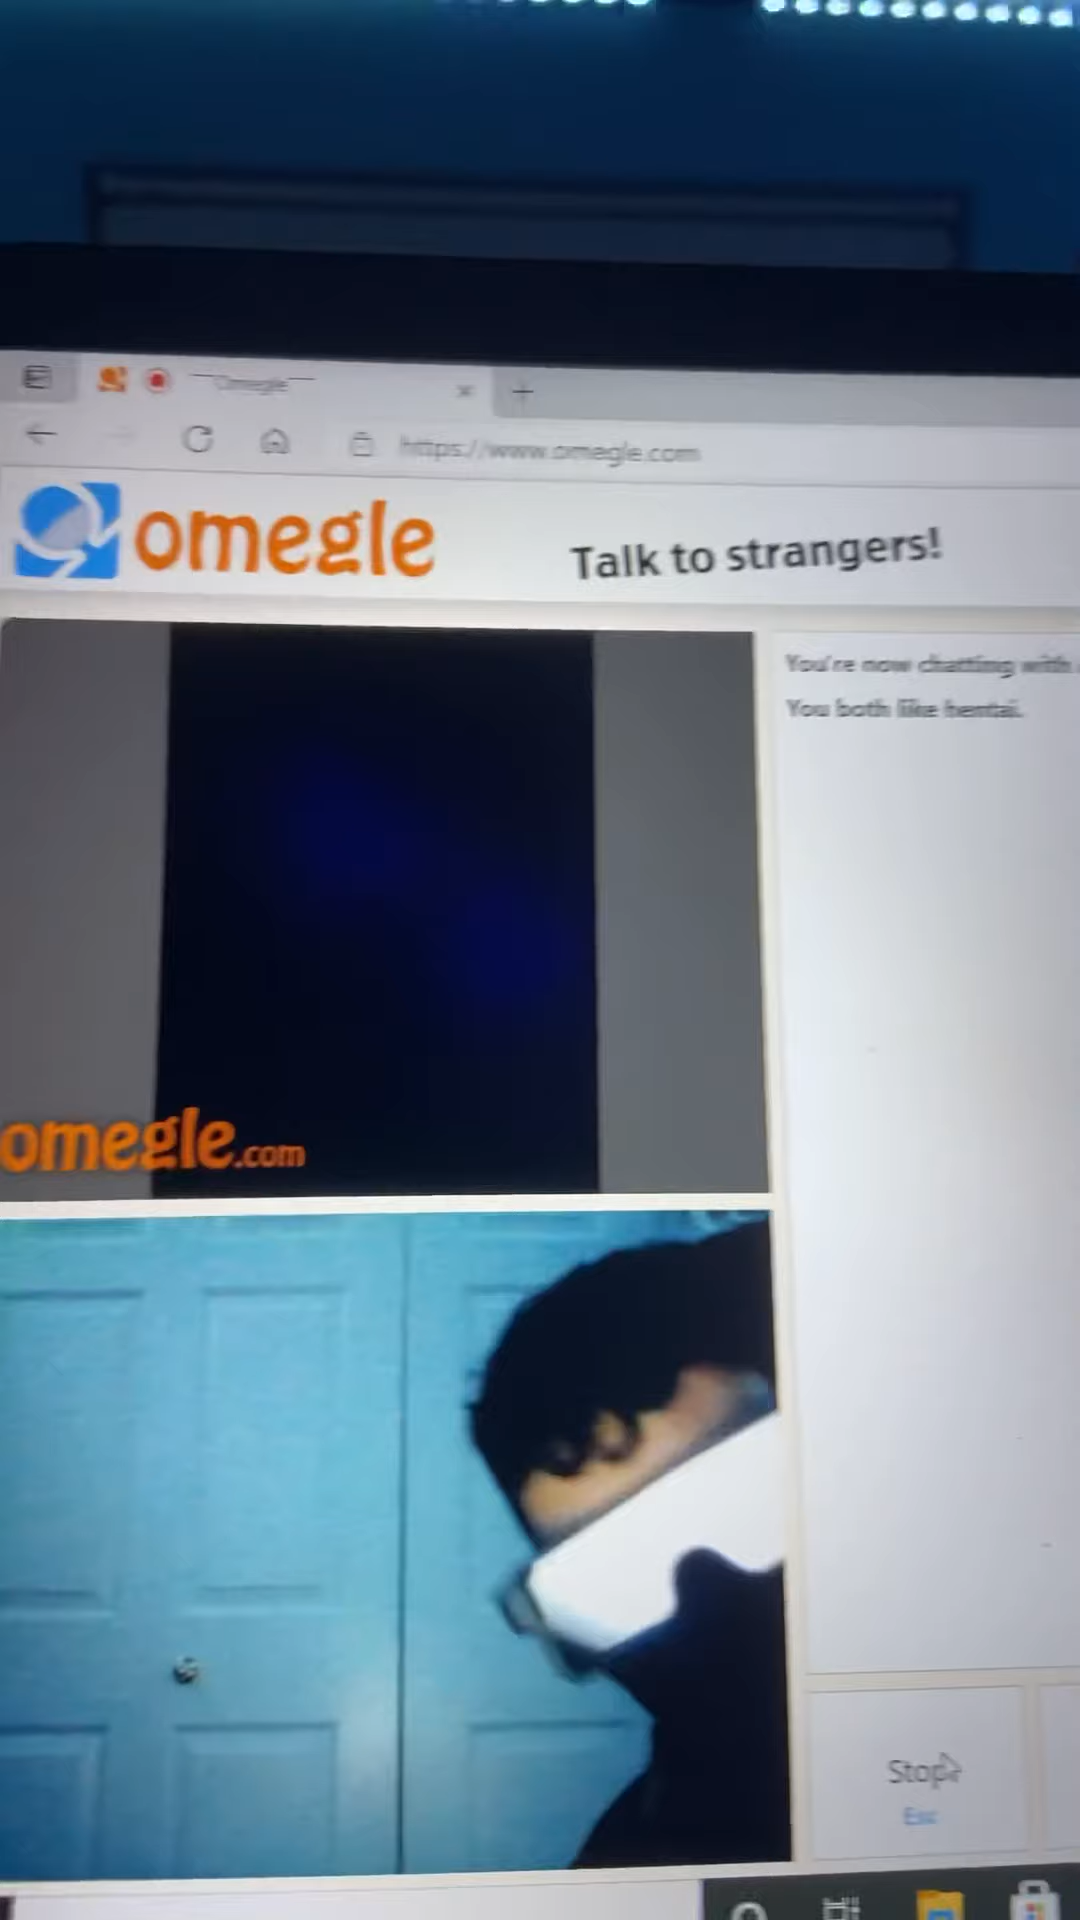 Omegle
https://www.omegle.com
omegle
Talk to strangers!
You're now chatting with
You both like hentai.
omegle.com
Stop
Esc